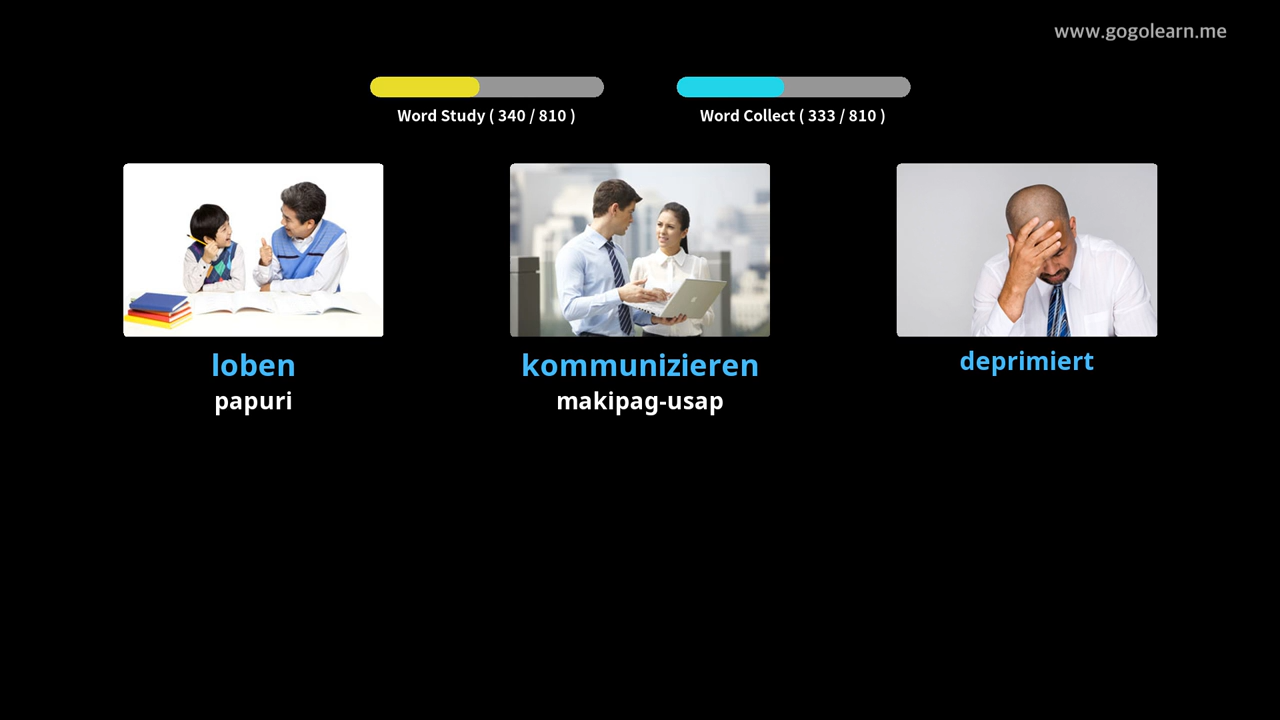 www.gogolearn.me
Word Study ( 340 / 810 )
Word Collect ( 333 / 810 )
loben
papuri
kommunizieren
makipag-usap
deprimiert